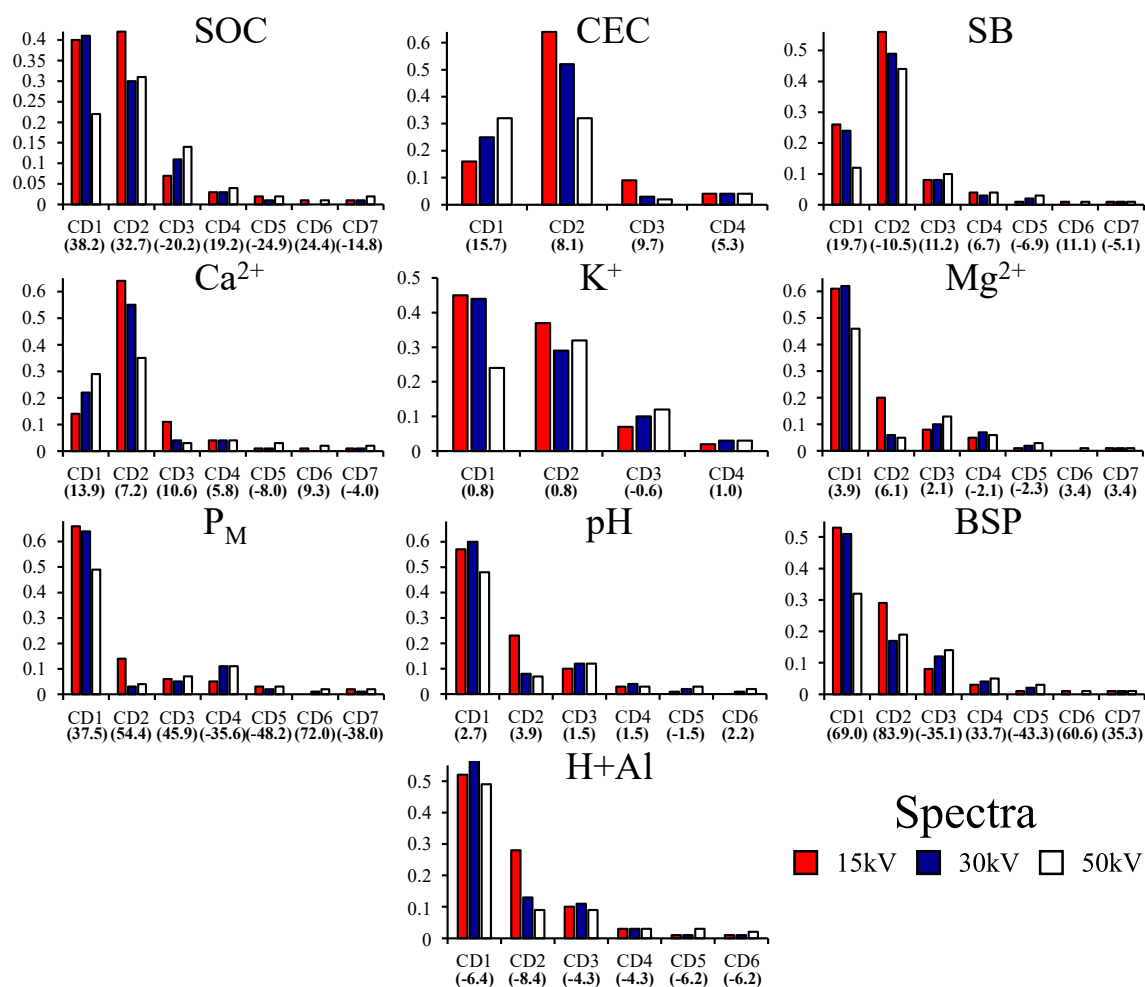 SOC
0.4
0.3
0.25
0.2
0.15
0.1
0.05
0
CD1 CD2 CD3 CD4 CD5 CD6 CD7
(38.2) (32.7) (-20.2) (19.2) (-24.9) (24.4) (-14.8)
CEC
0.6
0.5
0.4
0.3
0.2
0.1
0
CD1 CD2 CD3 CD4
(15.7) (8.1) (9.7) (5.3)
SB
0.5
0.4
0.3
0.2
0.1
0
CD1 CD2 CD3 CD4 CD5 CD6 CD7
(19.7) (-10.5) (11.2) (6.7) (-6.9) (11.1) (-5.1)
Ca2+
0.6
0.5
0.4
0.3
0.2
0.1
0
CD1 CD2 CD3 CD4 CD5 CD6 CD7
(13.9) (7.2) (10.6) (5.8) (-8.0) (9.3) (-4.0)
K+
0.5
0.4
0.3
0.2
0.1
0
CD1 CD2 CD3 CD4
(0.8) (0.8) (-0.6) (1.0)
Mg2+
0.6
0.5
0.4
0.3
0.2
0.1
0
CD1 CD2 CD3 CD4 CD5 CD6 CD7
(3.9) (6.1) (2.1) (-2.1) (-2.3) (3.4) (3.4)
PM
0.6
0.5
0.4
0.3
0.2
0.1
0
CD1 CD2 CD3 CD4 CD5 CD6 CD7
(37.5) (54.4) (45.9) (-35.6) (-48.2) (72.0) (-38.0)
pH
0.6
0.5
0.4
0.3
0.2
0.1
0
CD1 CD2 CD3 CD4 CD5 CD6
(2.7) (3.9) (1.5) (1.5) (-1.5) (2.2)
BSP
0.5
0.4
0.3
0.2
0.1
0
CD1 CD2 CD3 CD4 CD5 CD6 CD7
(69.0) (83.9) (-35.1) (33.7) (-43.3) (60.6) (35.3)
H+Al
0.5
0.4
0.3
0.2
0.1
0
CD1 CD2 CD3 CD4 CD5 CD6
(-6.4) (-8.4) (-4.3) (-4.3) (-6.2) (-6.2)
Spectra
15kV 30kV 50kV